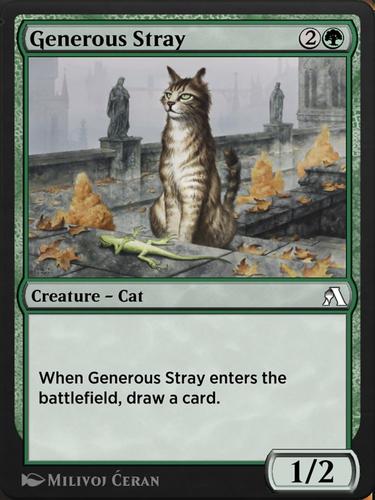 Generous Stray 2
Creature – Cat
When Generous Stray enters the
battlefield, draw a card.
1/2
Milivoj Ćeran